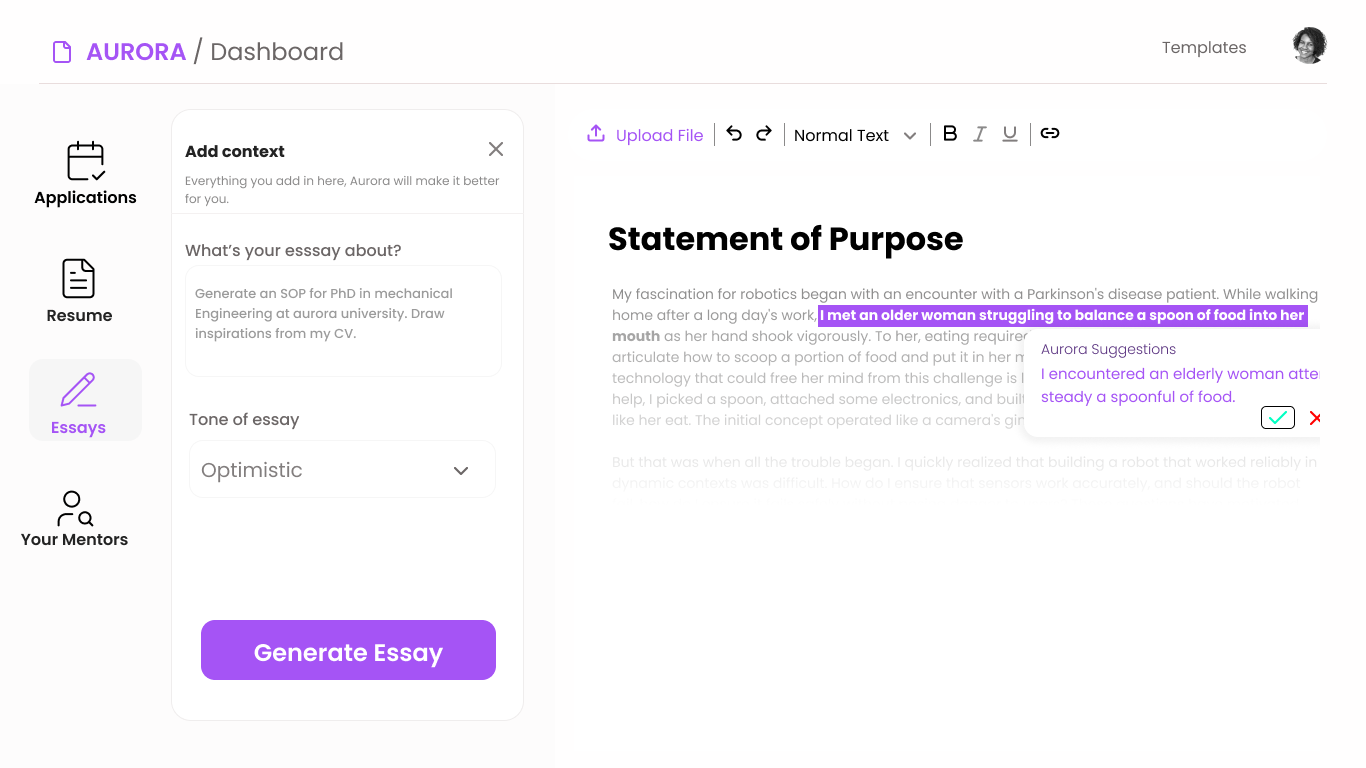 AURORA / Dashboard
Templates
Applications
Resume
Essays
Your Mentors
Add context
Everything you add in here, Aurora will make it better
for you.
What's your esssay about?
Generate an SOP for PhD in mechanical
Engineering at aurora university. Draw
inspirations from my CV.
Tone of essay
Optimistic
Generate Essay
Upload File
Normal Text
B I U
Statement of Purpose
My fascination for robotics began with an encounter with a Parkinson's disease patient. While walking
home after a long day's work, I met an older woman struggling to balance a spoon of food into her
mouth as her hand shook vigorously. To her, eating required
articulate how to scoop a portion of food and put it in her
technology that could free her mind from this challenge is
help, I picked a spoon, attached some electronics, and built
like her eat. The initial concept operated like a camera's
But that was when all the trouble began. I quickly realized that building a robot that worked reliably in
dynamic contexts was difficult. How do I ensure that sensors work accurately, and should the robot
Aurora Suggestions
I encountered an elderly woman
steady a spoonful of food.